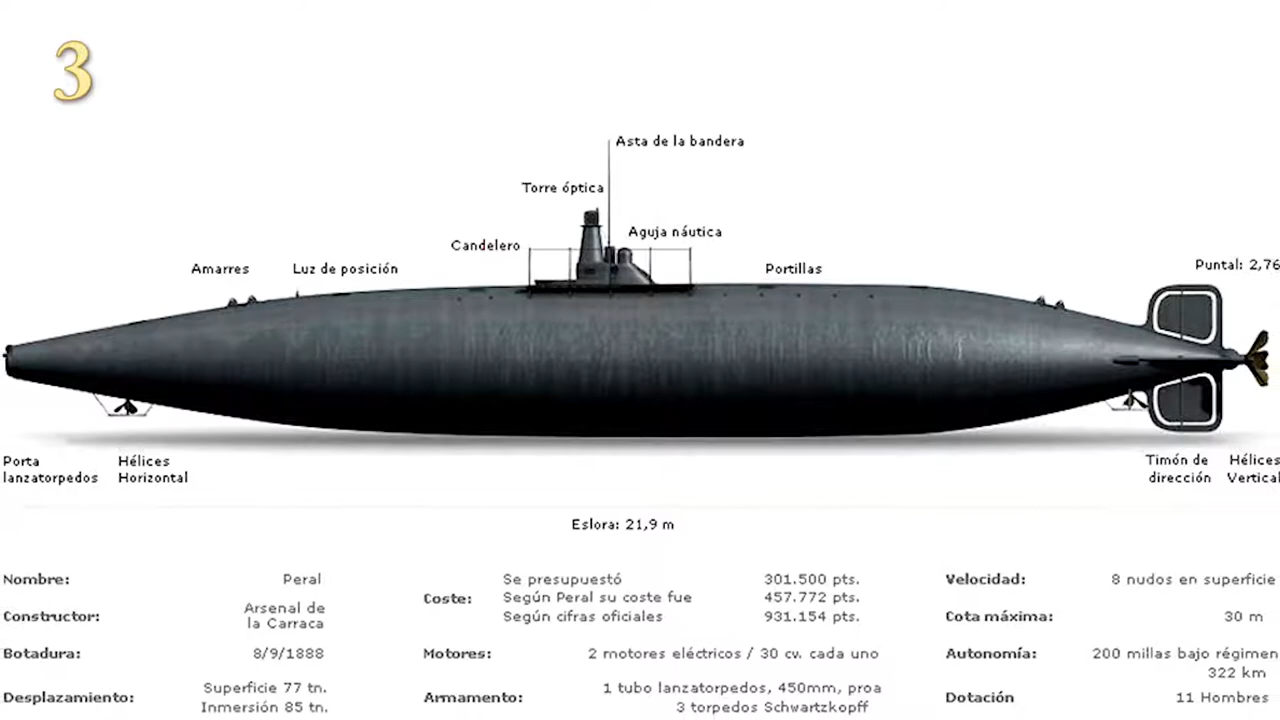 3
Asta de la bandera
Torre óptica
Aguja náutica
Candelero
Amarres
Luz de posición
Portillas
Puntal: 2,76
Porta
lanzatorpedos
Hélices
Horizontal
Timón de
dirección
Hélices
Vertical
Eslora: 21,9 m
Nombre: Peral
Constructor: Arsenal de
la Carraca
Botadura: 8/9/1888
Desplazamiento: Superficie 77 tn.
Inmersión 85 tn.
Coste:
Se presupuestó 301.500 pts.
Según Peral su coste fue 457.772 pts.
Según cifras oficiales 931.154 pts.
Motores: 2 motores eléctricos / 30 cv. cada uno
Armamento: 1 tubo lanzatorpedos, 450mm, proa
3 torpedos Schwartzkopff
Velocidad: 8 nudos en superficie
Cota máxima: 30 m
Autonomía: 200 millas bajo régimen
322 km
Dotación 11 Hombres